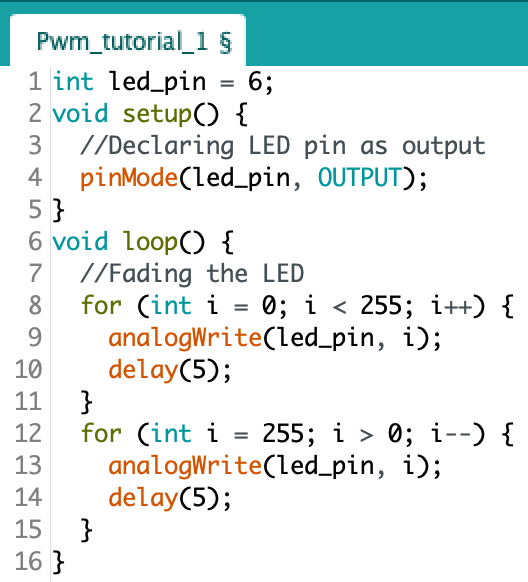 Pwm_tutorial_1 §
1 int led_pin = 6;
2 void setup() {
3   //Declaring LED pin as output
4   pinMode(led_pin, OUTPUT);
5 }
6 void loop() {
7   //Fading the LED
8   for (int i = 0; i < 255; i++) {
9     analogWrite(led_pin, i);
10     delay(5);
11   }
12   for (int i = 255; i > 0; i--) {
13     analogWrite(led_pin, i);
14     delay(5);
15   }
16 }